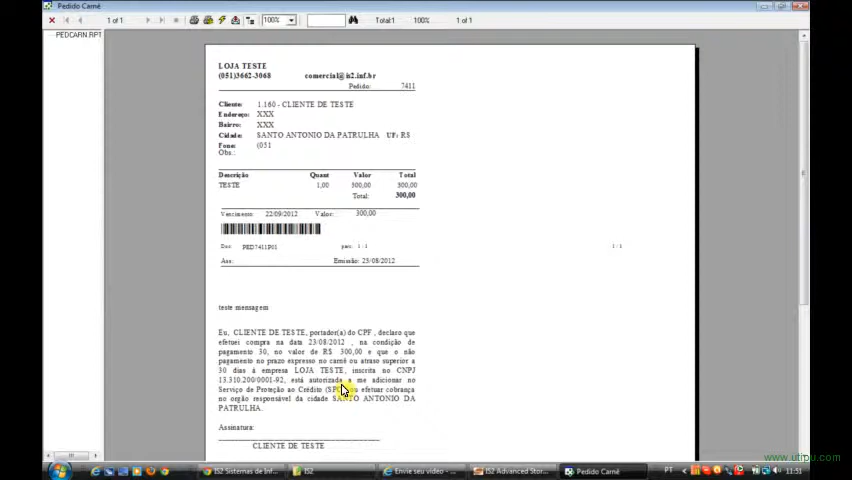 Pedido Carnê
1 of 1
100%
Total:1
100%
1 of 1
PEDCARN.RPT
LOJA TESTE
(051)3662-3068 comercial@is2.inf.br
Pedido: 7411
Cliente: 1.160 - CLIENTE DE TESTE
Endereço: XXX
Bairro: XXX
Cidade: SANTO ANTONIO DA PATRULHA UF: RS
Fone: (051
Obs.:
Descrição Quant Valor Total
TESTE 1,00 300,00 300,00
Total: 300,00
Vencimento: 22/09/2012 Valor: 300,00
Doc: PED7411P01 parc: 1 / 1
1 / 1
Ass: Emissão: 23/08/2012
teste mensagem
Eu, CLIENTE DE TESTE, portador(a) do CPF , declaro que
efetuei compra na data 23/08/2012 , na condição de
pagamento 30, no valor de R$ 300,00 e que o não
pagamento no prazo expresso no carnê ou atraso superior a
30 dias à empresa LOJA TESTE, inscrita no CNPJ
13.310.200/0001-92, está autorizada a me adicionar no
Serviço de Proteção ao Crédito (SPC) ou efetuar cobrança
no orgão responsável da cidade SANTO ANTONIO DA
PATRULHA.
Assinatura:
CLIENTE DE TESTE
www.utipu.com
IS2 Sistemas de Inf...
IS2
Envie seu vídeo - ...
IS2 Advanced Stor...
Pedido Carnê
PT
11:51